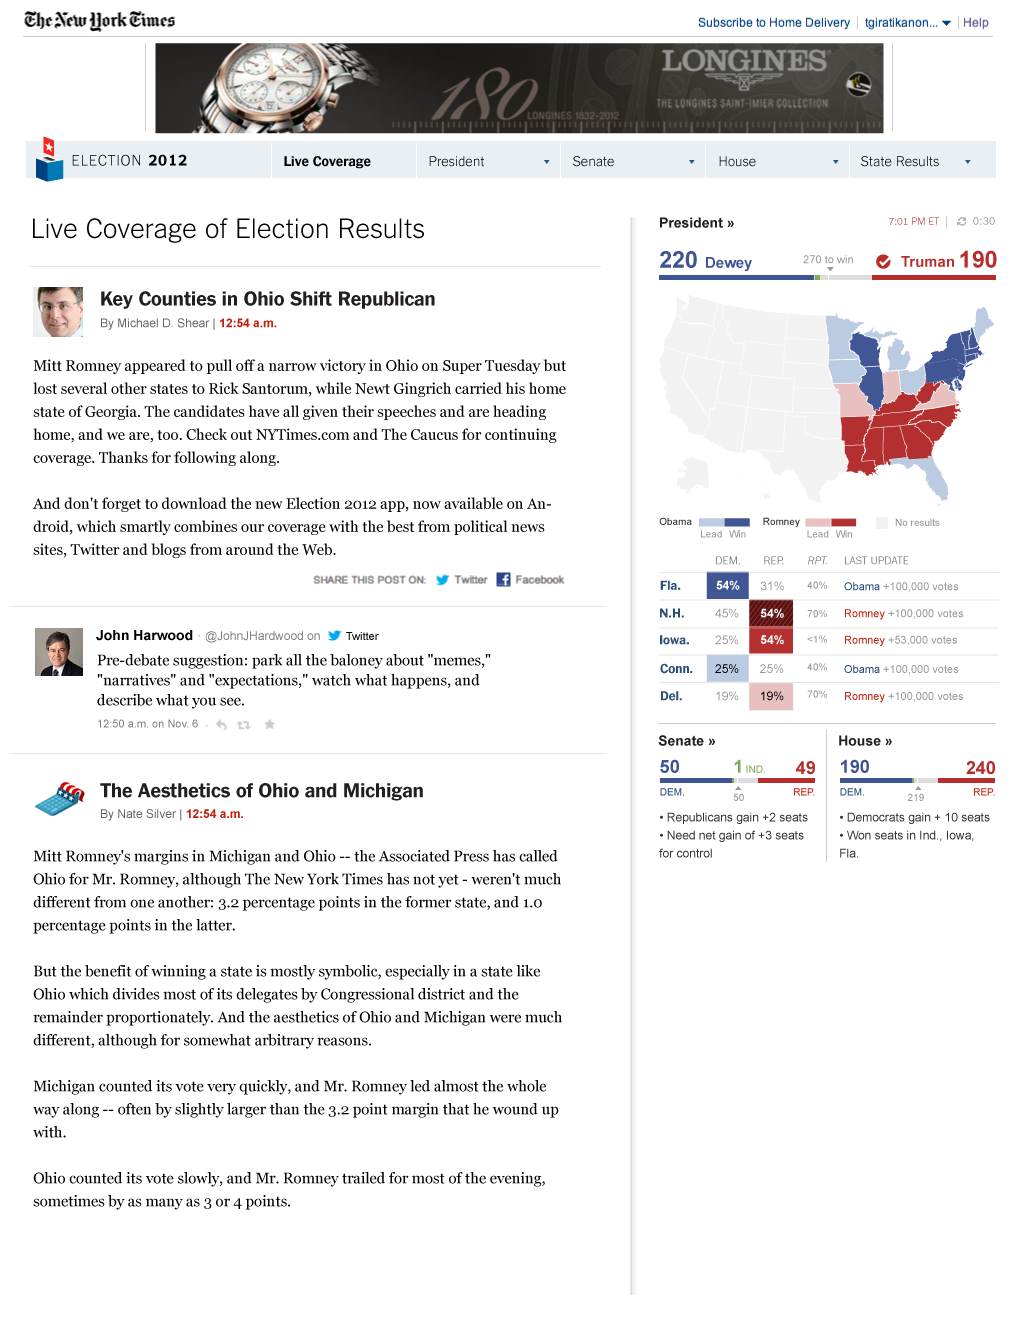 The New York Times
Subscribe to Home Delivery | tgiratikanon... | Help
LONGINES
180
LONGINES 1832-2012
THE LONGINES SAINT-IMIER COLLECTION
ELECTION 2012
Live Coverage
President
Senate
House
State Results
Live Coverage of Election Results
Key Counties in Ohio Shift Republican
By Michael D. Shear | 12:54 a.m.
Mitt Romney appeared to pull off a narrow victory in Ohio on Super Tuesday but
lost several other states to Rick Santorum, while Newt Gingrich carried his home
state of Georgia. The candidates have all given their speeches and are heading
home, and we are, too. Check out NYTimes.com and The Caucus for continuing
coverage. Thanks for following along.
And don't forget to download the new Election 2012 app, now available on An-
droid, which smartly combines our coverage with the best from political news
sites, Twitter and blogs from around the Web.
SHARE THIS POST ON: Twitter Facebook
John Harwood · @JohnJHardwood on Twitter
Pre-debate suggestion: park all the baloney about "memes,"
"narratives" and "expectations," watch what happens, and
describe what you see.
12:50 a.m. on Nov. 6 ·
The Aesthetics of Ohio and Michigan
By Nate Silver | 12:54 a.m.
Mitt Romney's margins in Michigan and Ohio -- the Associated Press has called
Ohio for Mr. Romney, although The New York Times has not yet - weren't much
different from one another: 3.2 percentage points in the former state, and 1.0
percentage points in the latter.
But the benefit of winning a state is mostly symbolic, especially in a state like
Ohio which divides most of its delegates by Congressional district and the
remainder proportionately. And the aesthetics of Ohio and Michigan were much
different, although for somewhat arbitrary reasons.
Michigan counted its vote very quickly, and Mr. Romney led almost the whole
way along -- often by slightly larger than the 3.2 point margin that he wound up
with.
Ohio counted its vote slowly, and Mr. Romney trailed for most of the evening,
sometimes by as many as 3 or 4 points.
President »
7:01 PM ET | 0:30
220 Dewey 270 to win Truman 190
Obama Romney No results
Lead Win Lead Win
DEM. REP. RPT. LAST UPDATE
Fla. 54% 31% 40% Obama +100,000 votes
N.H. 45% 54% 70% Romney +100,000 votes
Iowa. 25% 54% <1% Romney +53,000 votes
Conn. 25% 25% 40% Obama +100,000 votes
Del. 19% 19% 70% Romney +100,000 votes
Senate »
50 1 IND. 49
DEM. 50 REP.
• Republicans gain +2 seats
• Need net gain of +3 seats
for control
House »
190 240
DEM. 219 REP.
• Democrats gain + 10 seats
• Won seats in Ind., Iowa,
Fla.